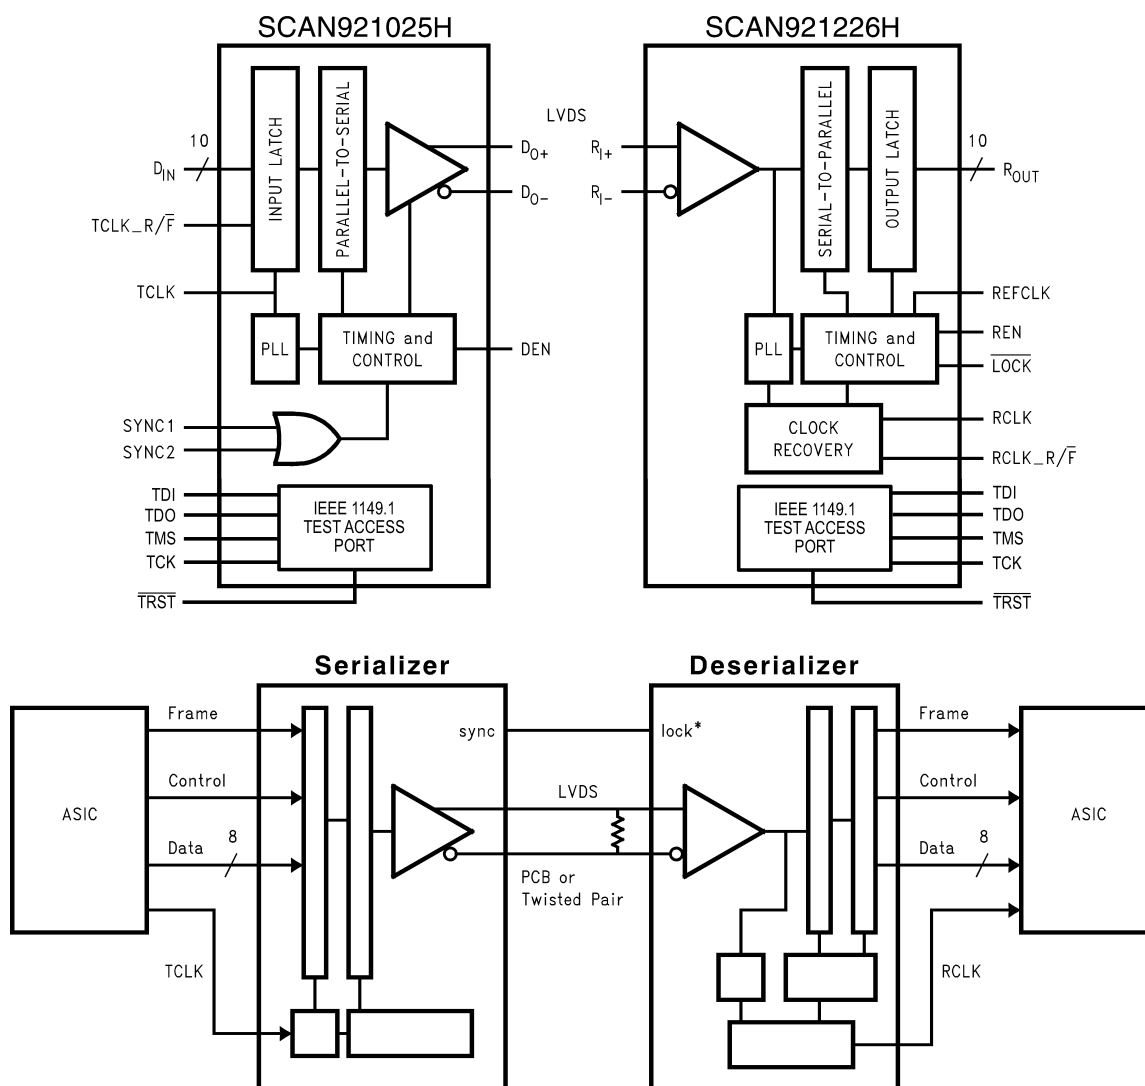 SCAN921025H
SCAN921226H
10
D_IN
TCLK_R/F̅
TCLK
INPUT LATCH
PARALLEL-TO-SERIAL
PLL
TIMING and
CONTROL
DEN
SYNC1
SYNC2
TDI
TDO
TMS
TCK
T̅R̅S̅T̅
IEEE 1149.1
TEST ACCESS
PORT
LVDS
D_O+
D_O-
R_I+
R_I-
SERIAL-TO-PARALLEL
OUTPUT LATCH
10
R_OUT
REFCLK
REN
L̅O̅C̅K̅
PLL
TIMING and
CONTROL
CLOCK
RECOVERY
RCLK
RCLK_R/F̅
IEEE 1149.1
TEST ACCESS
PORT
TDI
TDO
TMS
TCK
T̅R̅S̅T̅
Serializer
Deserializer
ASIC
Frame
Control
Data
8
TCLK
sync
lock*
LVDS
PCB or
Twisted Pair
Frame
Control
Data
8
RCLK
ASIC